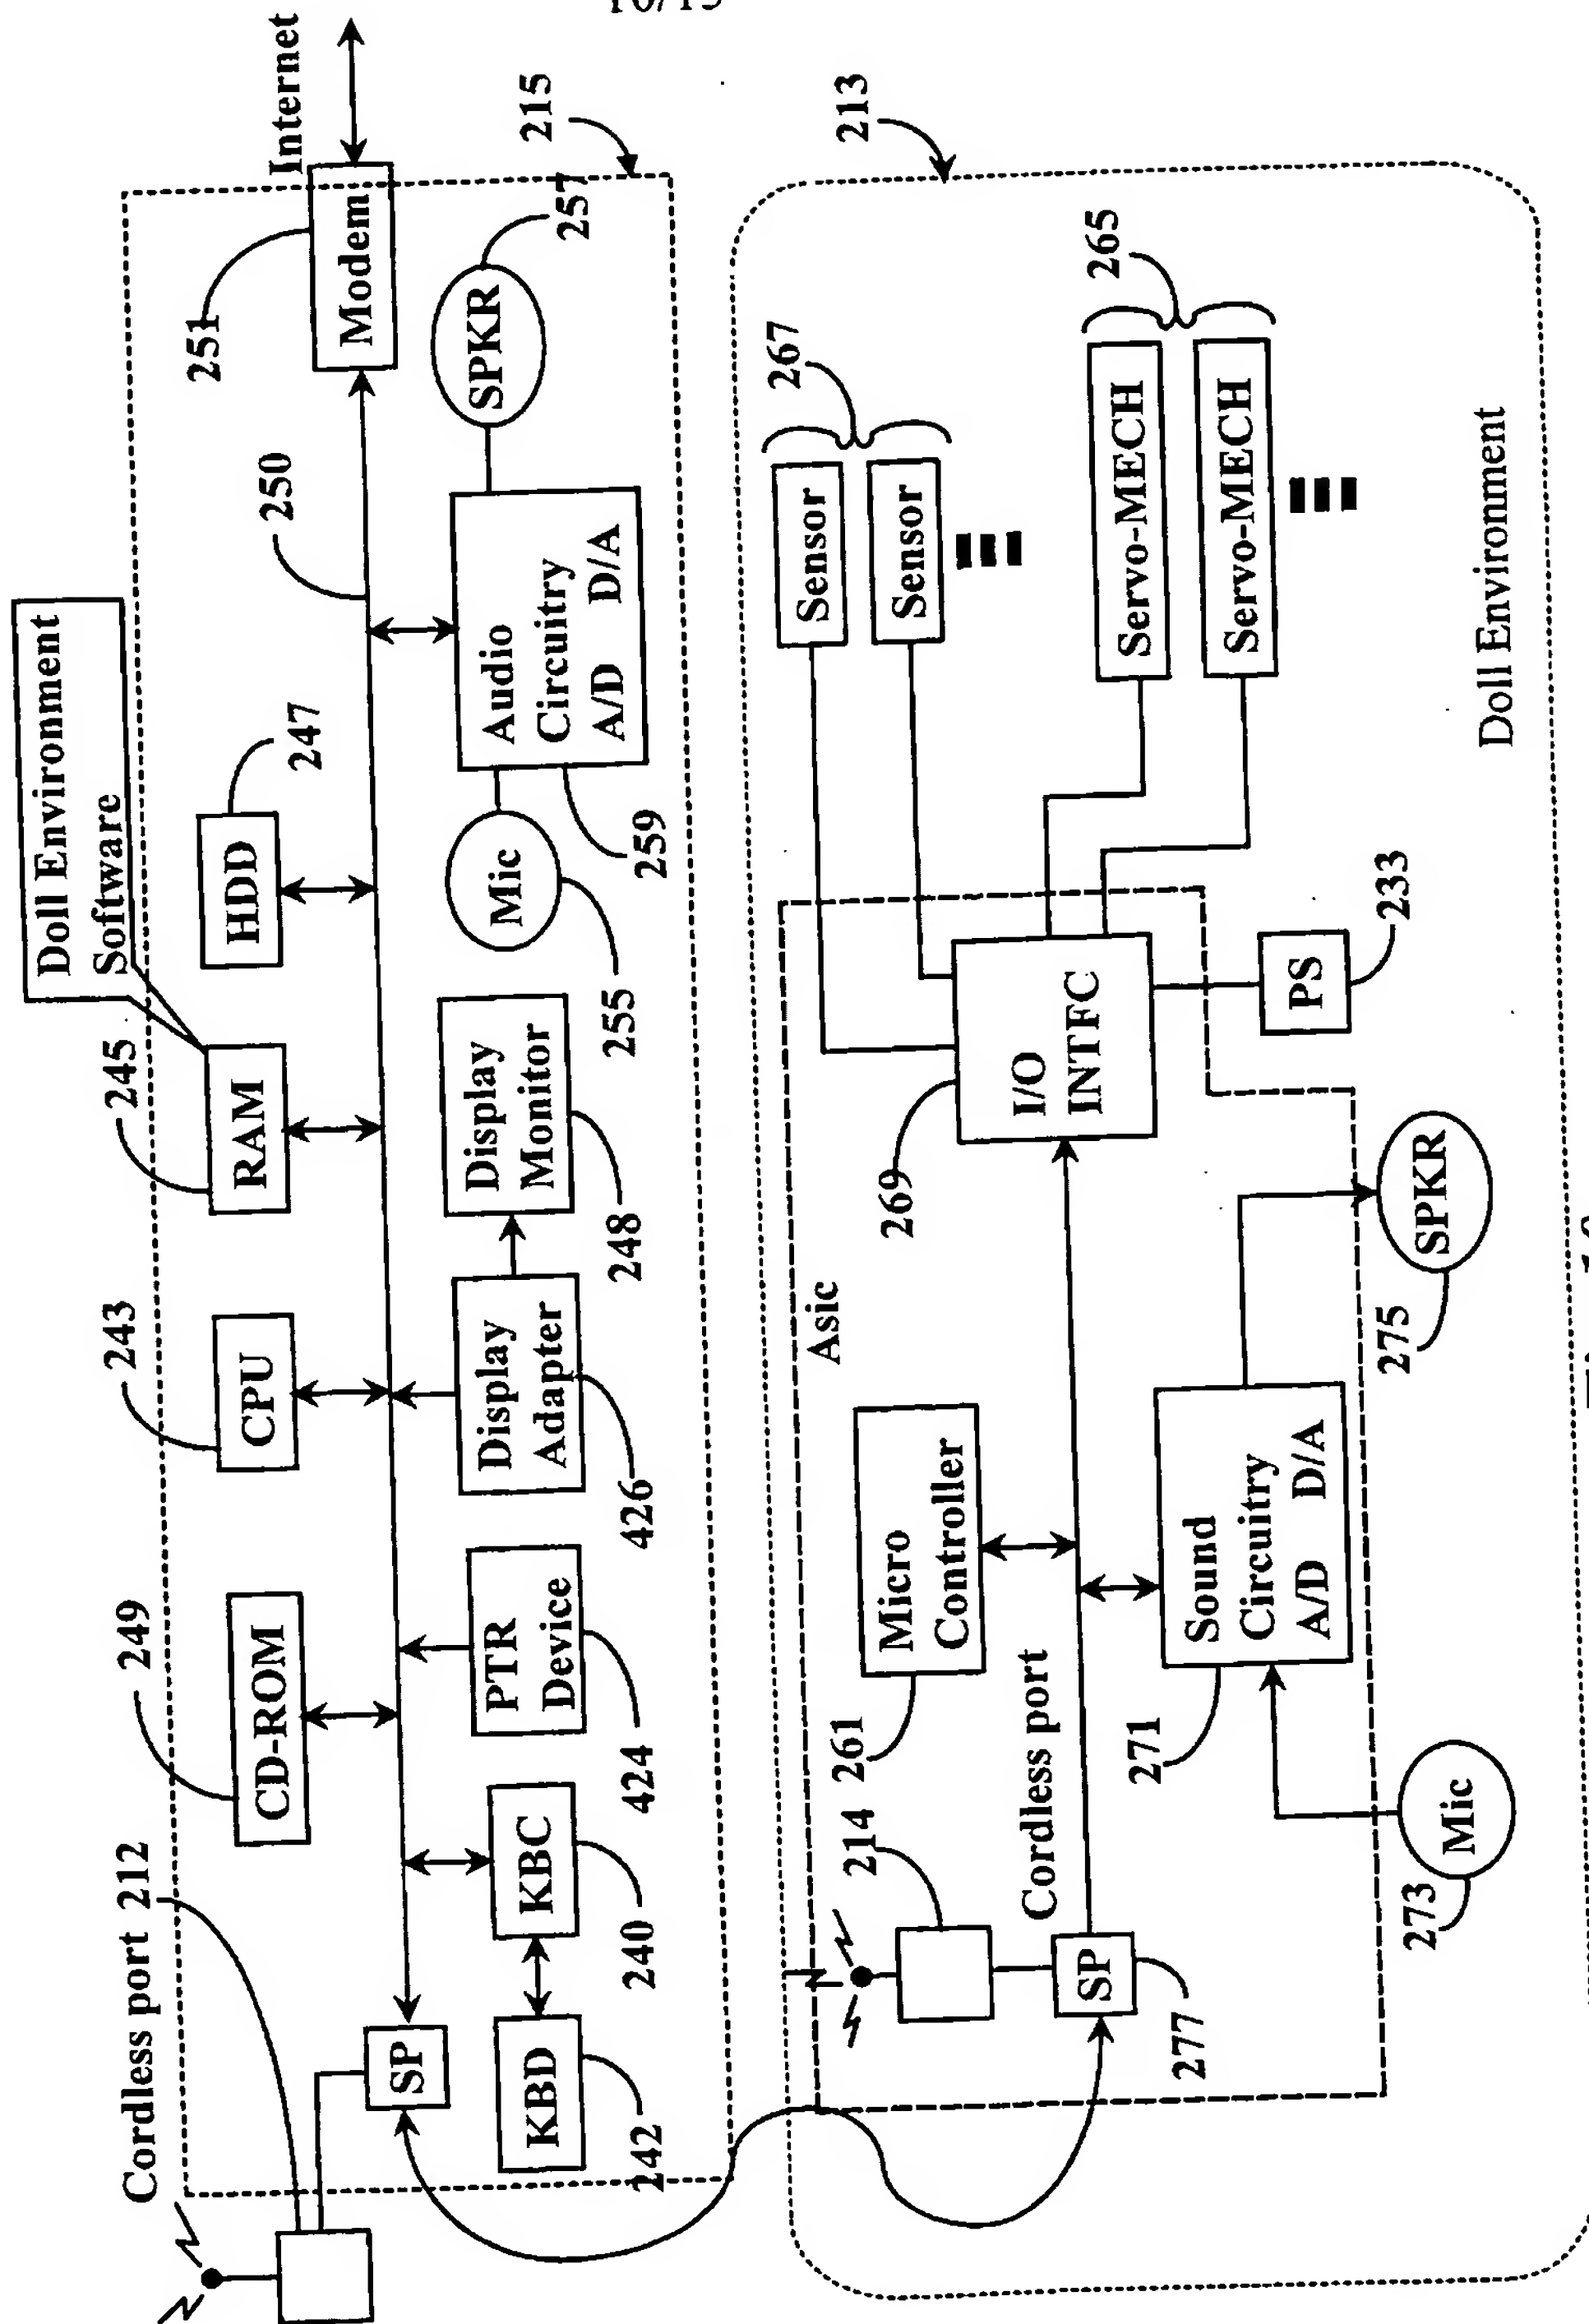 10/13
Internet
Doll Environment
Software
251
Modem
215
250
SPKR
257
247
HDD
Audio
Circuitry
A/D D/A
259
Mic
255
245
RAM
Display
Monitor
248
243
CPU
Display
Adapter
426
249
CD-ROM
PTR
Device
424
Cordless port 212
KBC
240
SP
KBD
242
213
267
Sensor
Sensor
265
Servo-MECH
Servo-MECH
Doll Environment
I/O
INTFC
269
PS
233
Asic
SPKR
275
Micro
Controller
261
Sound
Circuitry
A/D D/A
271
Cordless port
214
SP
277
Mic
273